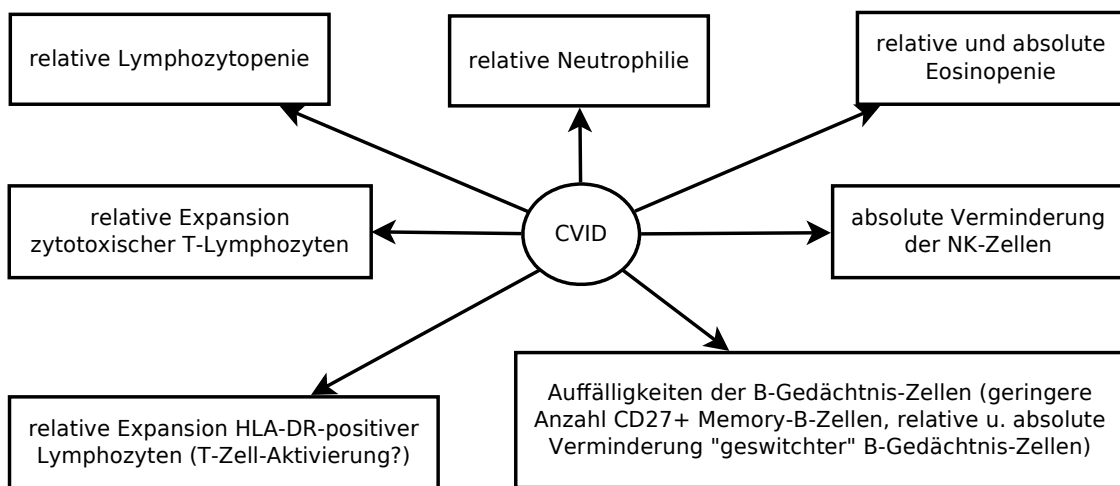 relative Lymphozytopenie
relative Neutrophilie
relative und absolute
Eosinopenie
relative Expansion
zytotoxischer T-Lymphozyten
CVID
absolute Verminderung
der NK-Zellen
relative Expansion HLA-DR-positiver
Lymphozyten (T-Zell-Aktivierung?)
Auffälligkeiten der B-Gedächtnis-Zellen (geringere
Anzahl CD27+ Memory-B-Zellen, relative u. absolute
Verminderung "geswitchter" B-Gedächtnis-Zellen)